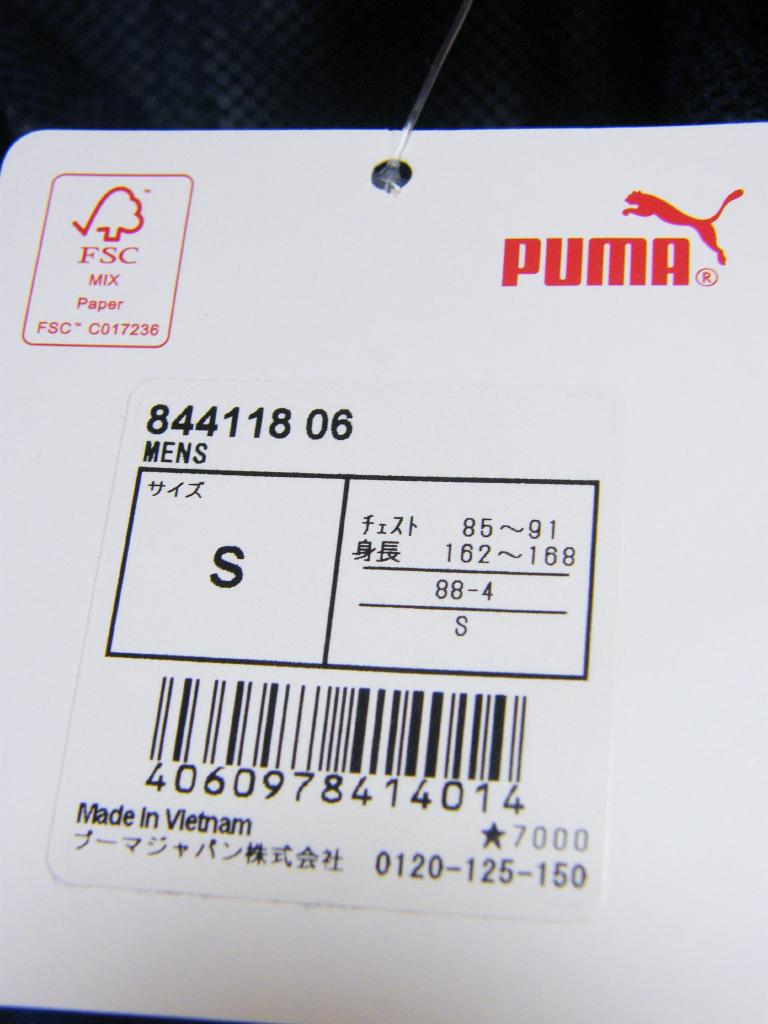 FSC
MIX
Paper
FSC™ C017236
PUMA®
844118 06
MENS
サイズ
S
チェスト 85～91
身長 162～168
88-4
S
4060978414014
Made in Vietnam
★7000
プーマジャパン株式会社 0120-125-150